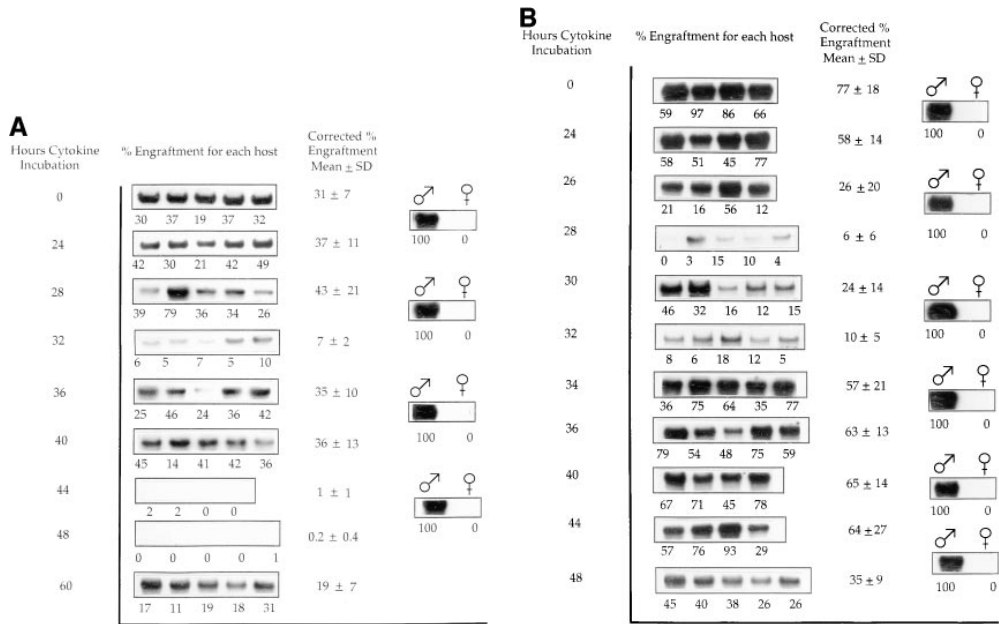 A
Hours Cytokine Incubation
% Engraftment for each host
Corrected % Engraftment Mean ± SD
0
30 37 19 37 32
31 ± 7
♂ ♀
100 0
24
42 30 21 42 49
37 ± 11
28
39 79 36 34 26
43 ± 21
♂ ♀
100 0
32
6 5 7 5 10
7 ± 2
36
25 46 24 36 42
35 ± 10
♂ ♀
100 0
40
45 14 41 42 36
36 ± 13
44
2 2 0 0
1 ± 1
♂ ♀
100 0
48
0 0 0 0 1
0.2 ± 0.4
60
17 11 19 18 31
19 ± 7
B
Hours Cytokine Incubation
% Engraftment for each host
Corrected % Engraftment Mean ± SD
0
59 97 86 66
77 ± 18
♂ ♀
100 0
24
58 51 45 77
58 ± 14
26
21 16 56 12
26 ± 20
♂ ♀
100 0
28
0 3 15 10 4
6 ± 6
30
46 32 16 12 15
24 ± 14
♂ ♀
100 0
32
8 6 18 12 5
10 ± 5
34
36 75 64 35 77
57 ± 21
♂ ♀
100 0
36
79 54 48 75 59
63 ± 13
40
67 71 45 78
65 ± 14
♂ ♀
100 0
44
57 76 93 29
64 ± 27
♂ ♀
100 0
48
45 40 38 26 26
35 ± 9